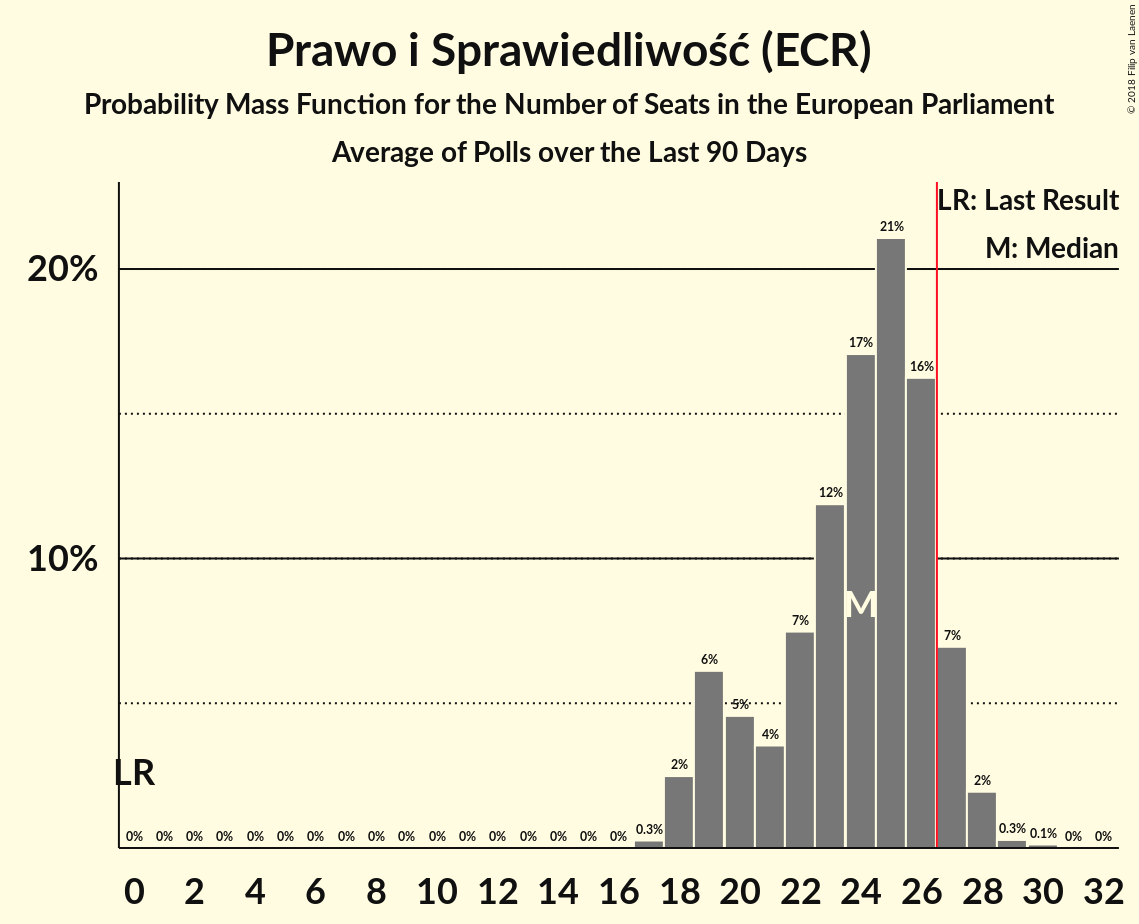 Prawo i Sprawiedliwość (ECR)
Probability Mass Function for the Number of Seats in the European Parliament
Average of Polls over the Last 90 Days
© 2018 Filip van Laenen
LR: Last Result
M: Median
21%
20%
17%
16%
12%
10%
M
7%
7%
6%
5%
4%
LR
2%
2%
0% 0% 0% 0% 0% 0% 0% 0% 0% 0% 0% 0% 0% 0% 0% 0% 0% 0.3% 0.3% 0.1% 0% 0%
0 2 4 6 8 10 12 14 16 18 20 22 24 26 28 30 32